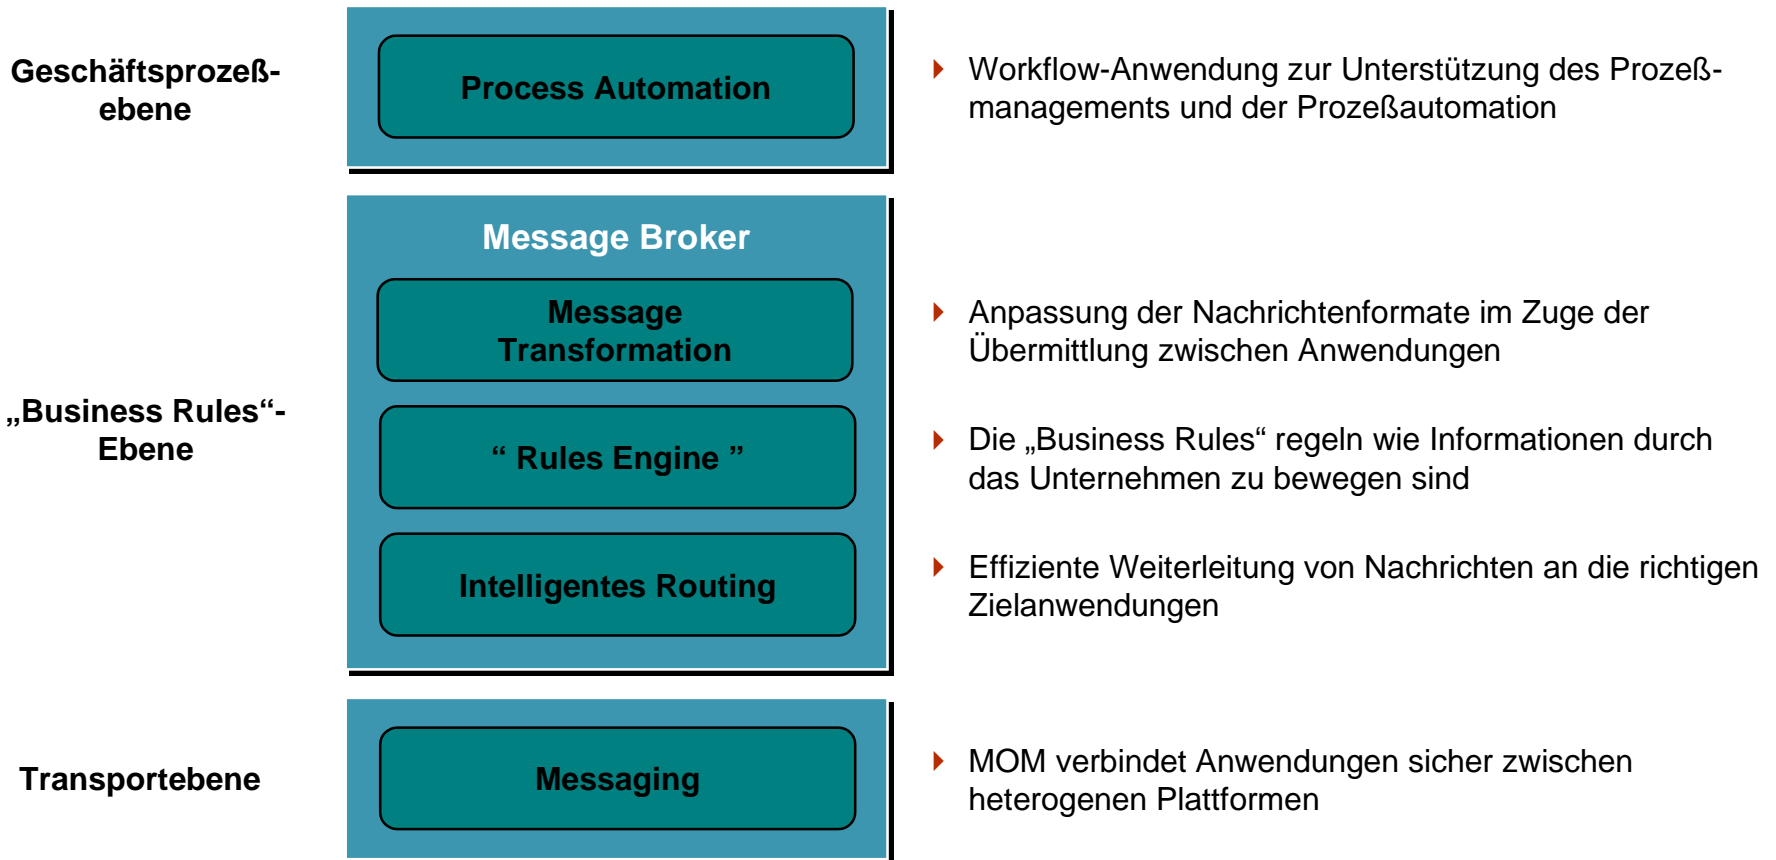 Geschäftsprozeß-
ebene
Process Automation
Workflow-Anwendung zur Unterstützung des Prozeß-
managements und der Prozeßautomation
„Business Rules“-
Ebene
Message Broker
Message
Transformation
Anpassung der Nachrichtenformate im Zuge der
Übermittlung zwischen Anwendungen
“ Rules Engine ”
Die „Business Rules“ regeln wie Informationen durch
das Unternehmen zu bewegen sind
Intelligentes Routing
Effiziente Weiterleitung von Nachrichten an die richtigen
Zielanwendungen
Transportebene
Messaging
MOM verbindet Anwendungen sicher zwischen
heterogenen Plattformen